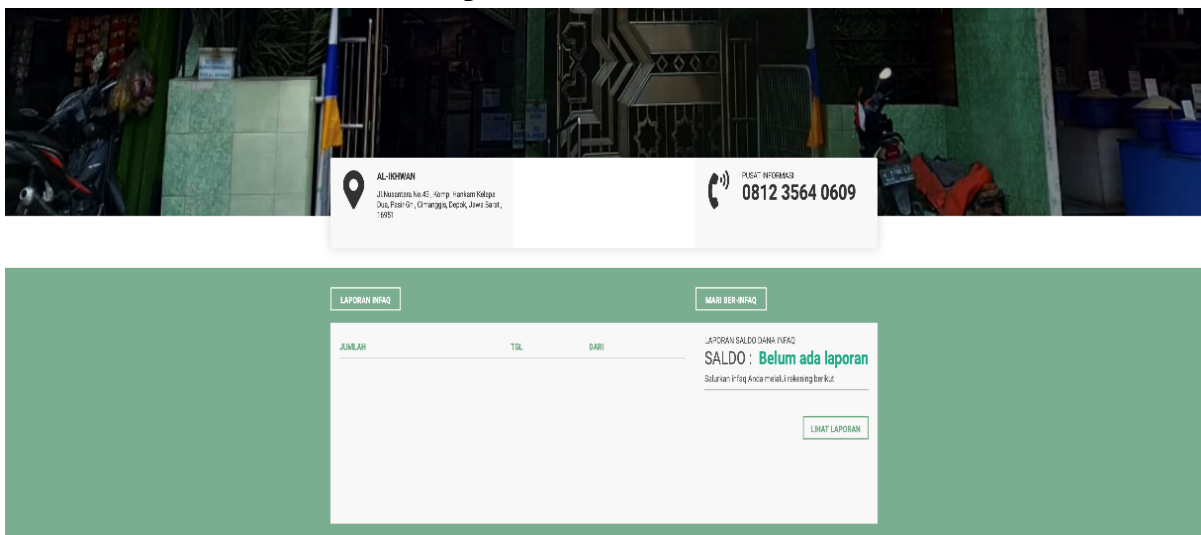 AL-IKHWAN
Jl.Nusantara No.45 , Komp. Hankam Kelapa
Dua, Pasir Gn., Cimanggis, Depok, Jawa Barat ,
16951
PUSAT INFORMASI
0812 3564 0609
LAPORAN INFAQ
MARI BER-INFAQ
JUMLAH TGL DARI
LAPORAN SALDO DANA INFAQ
SALDO : Belum ada laporan
Salurkan infaq Anda melalui rekening berikut
LIHAT LAPORAN